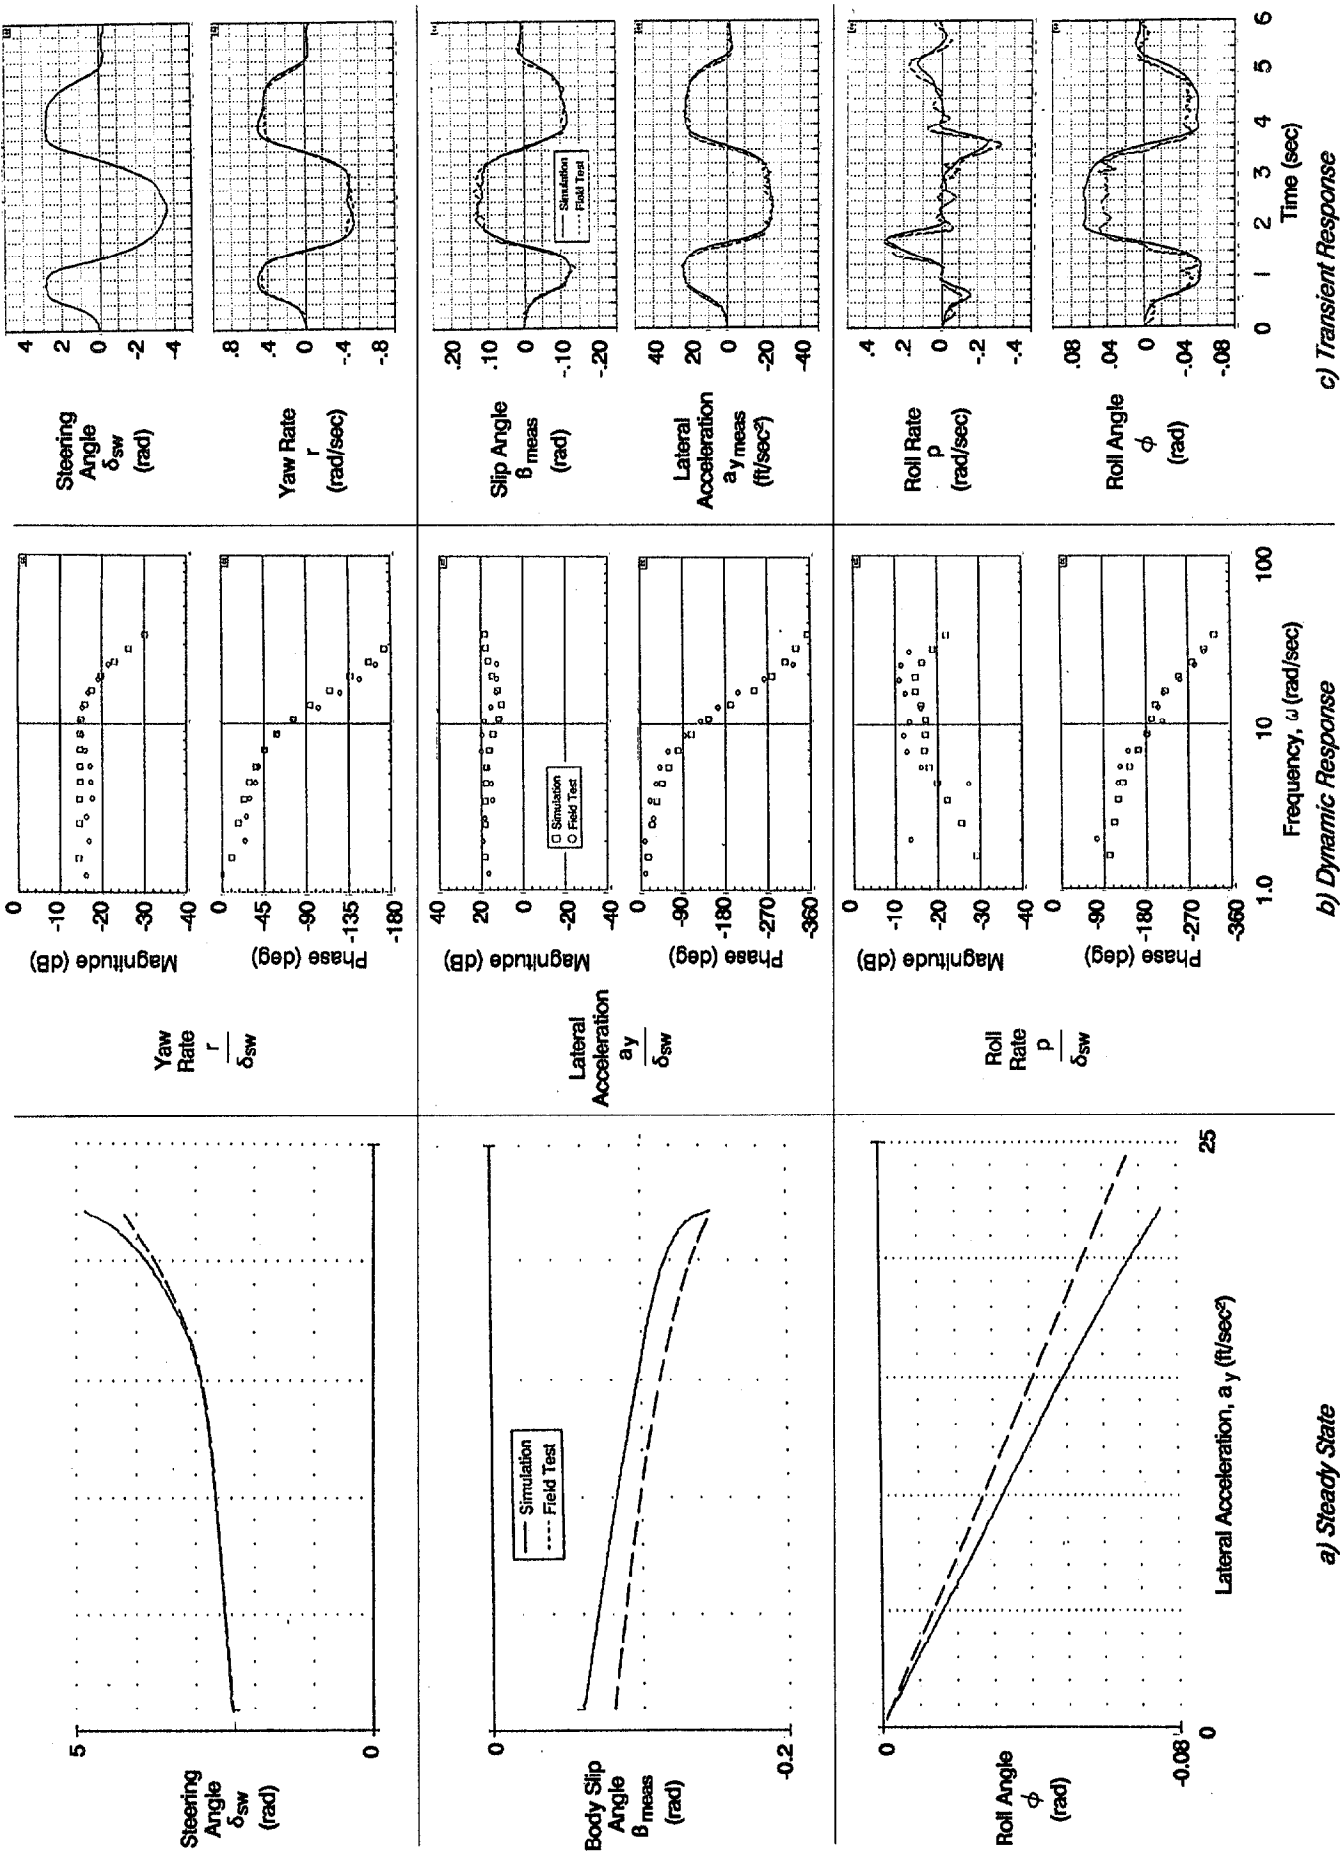 Steering
Angle
δsw
(rad)
5
0
Body Slip
Angle
βmeas
(rad)
0
-0.2
Simulation
Field Test
Roll Angle
ϕ
(rad)
0
-0.08
0
25
Lateral Acceleration, ay (ft/sec²)
a) Steady State
Yaw
Rate
r
δsw
Magnitude (dB)
0
-10
-20
-30
-40
Phase (deg)
0
-45
-90
-135
-180
Lateral
Acceleration
ay
δsw
Magnitude (dB)
40
20
0
-20
-40
Simulation
Field Test
Phase (deg)
0
-90
-180
-270
-360
Roll
Rate
p
δsw
Magnitude (dB)
0
-10
-20
-30
-40
Phase (deg)
0
-90
-180
-270
-360
1.0
10
100
Frequency, ω (rad/sec)
b) Dynamic Response
Steering
Angle
δsw
(rad)
4
2
0
-2
-4
Yaw Rate
r
(rad/sec)
.8
.4
0
-.4
-.8
Slip Angle
βmeas
(rad)
.20
.10
0
-.10
-.20
Simulation
Field Test
Lateral
Acceleration
ay meas
(ft/sec²)
40
20
0
-20
-40
Roll Rate
p
(rad/sec)
.4
.2
0
-.2
-.4
Roll Angle
ϕ
(rad)
.08
.04
0
-.04
-.08
0
1
2
3
4
5
6
Time (sec)
c) Transient Response